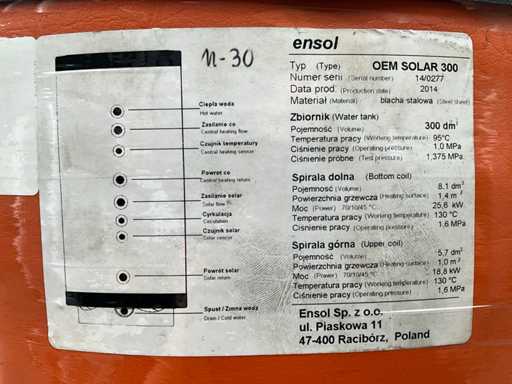 n-30
Ciepła woda
Hot water
Zasilanie co
Central heating flow
Czujnik temperatury
Central heating sensor
Powrót co
Central heating return
Zasilanie solar
Solar flow
Cyrkulacja
Circulation
Czujnik solar
Solar sensor
Powrót solar
Solar return
Spust / Zimna woda
Drain / Cold water
ensol
Typ (Type) OEM SOLAR 300
Numer serii (Serial number) 14/0277
Data prod. (Production date) 2014
Materiał (Material) blacha stalowa (Steel sheet)
Zbiornik (Water tank)
Pojemność (Volume) 300 dm³
Temperatura pracy (Working temperature) 95°C
Ciśnienie pracy (Operating pressure) 1,0 MPa
Ciśnienie próbne (Test pressure) 1,375 MPa
Spirala dolna (Bottom coil)
Pojemność (Volume) 8,1 dm³
Powierzchnia grzewcza (Heating surface) 1,4 m²
Moc (Power) 70/10/45 °C 25,6 kW
Temperatura pracy (Working temperature) 130 °C
Ciśnienie pracy (Operating pressure) 1,6 MPa
Spirala górna (Upper coil)
Pojemność (Volume) 5,7 dm³
Powierzchnia grzewcza (Heating surface) 1,0 m²
Moc (Power) 70/10/45 °C 18,8 kW
Temperatura pracy (Working temperature) 130 °C
Ciśnienie pracy (Operating pressure) 1,6 MPa
Ensol Sp. z o.o.
ul. Piaskowa 11
47-400 Racibórz, Poland